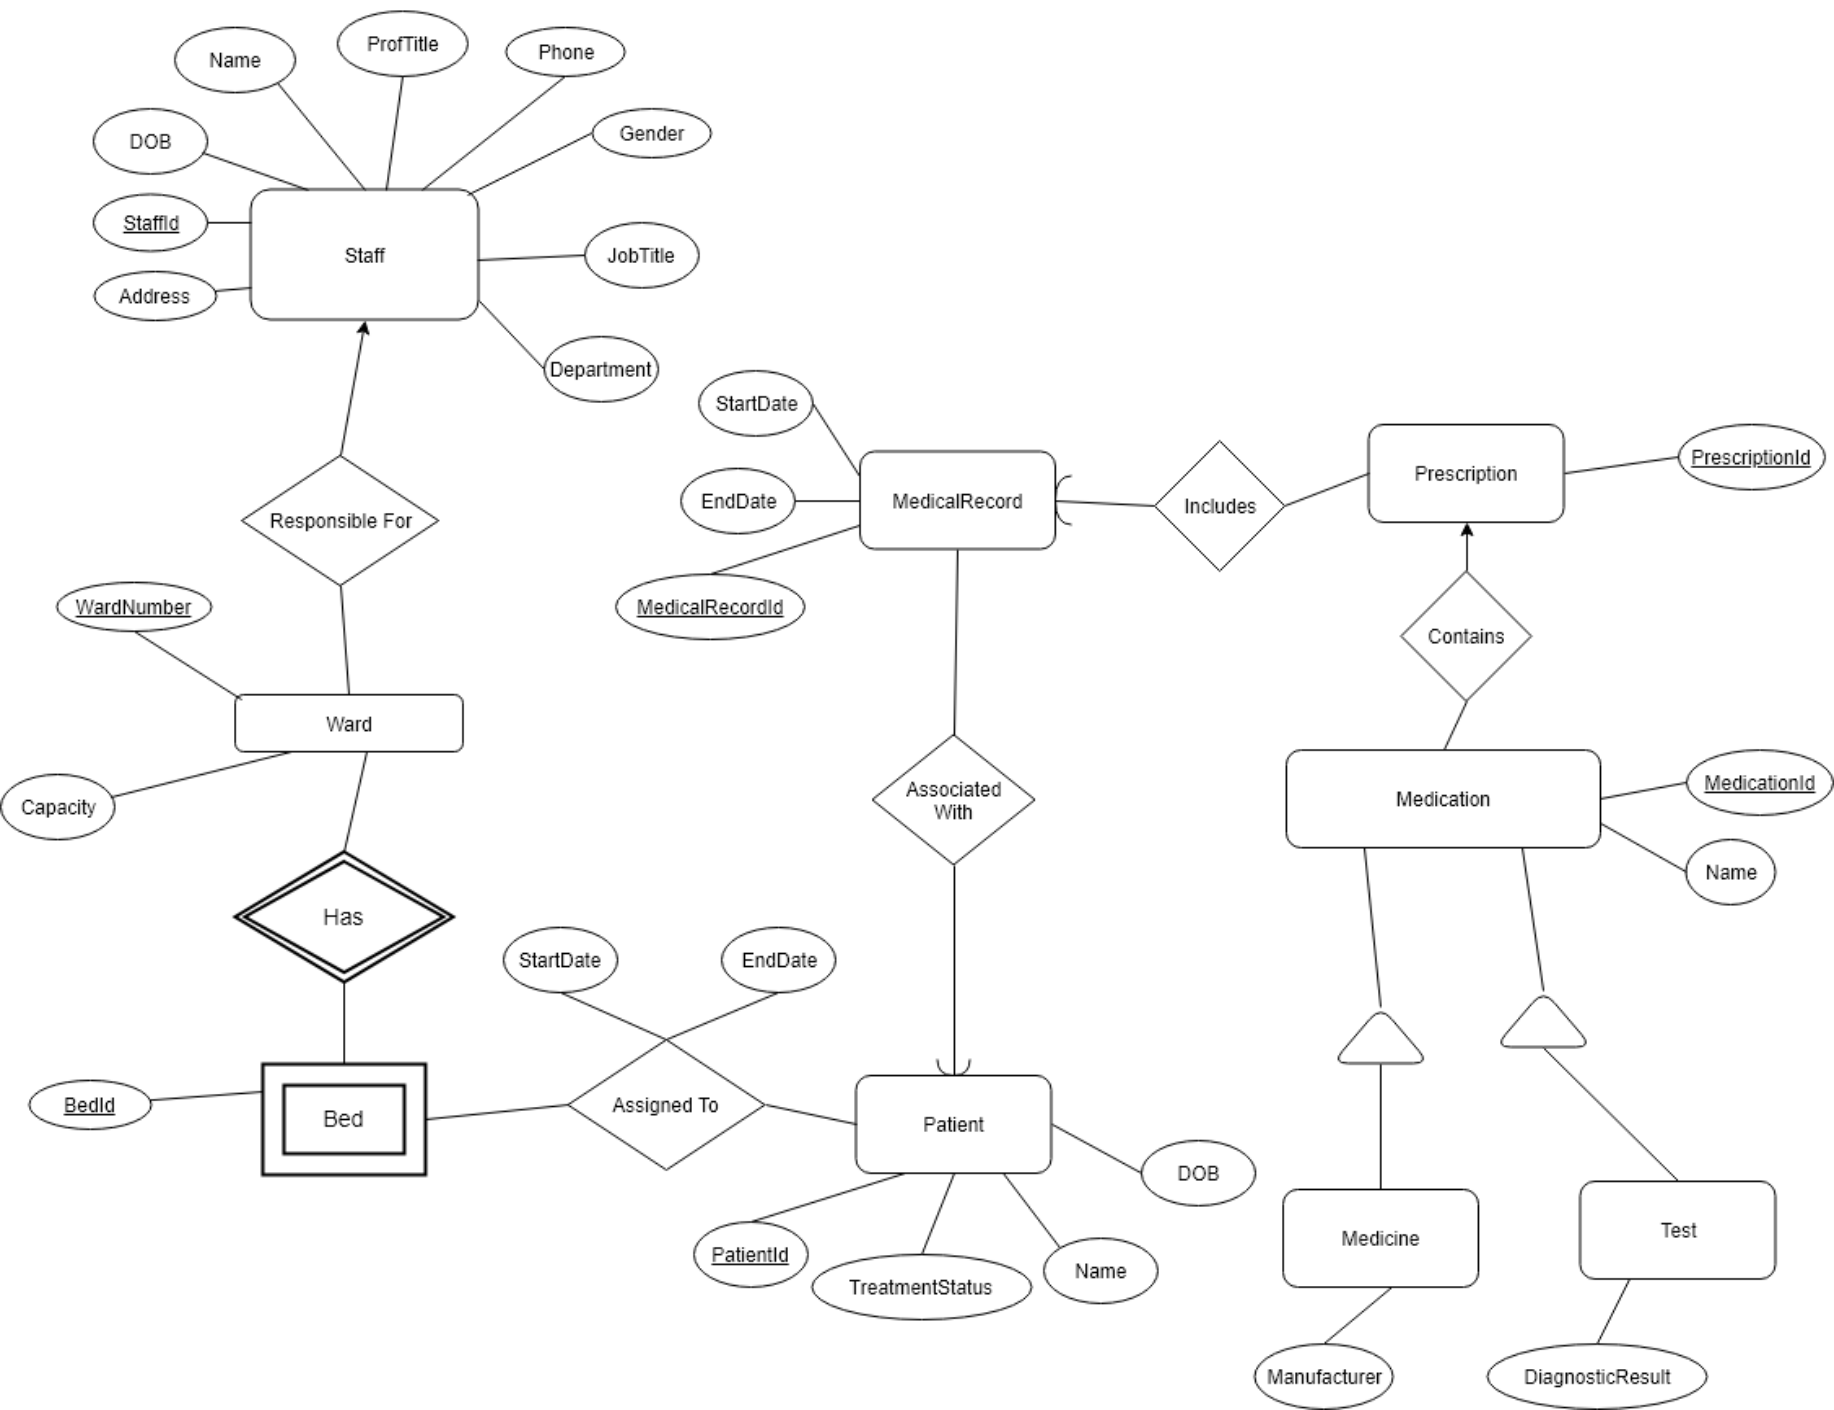 ProfTitle
Phone
Name
Gender
DOB
StaffId
Staff
JobTitle
Address
Department
StartDate
PrescriptionId
Prescription
EndDate
MedicalRecord
Includes
Responsible For
WardNumber
MedicalRecordId
Contains
Ward
MedicationId
Associated
With
Medication
Capacity
Name
Has
StartDate
EndDate
BedId
Bed
Assigned To
Patient
DOB
PatientId
TreatmentStatus
Name
Medicine
Test
Manufacturer
DiagnosticResult